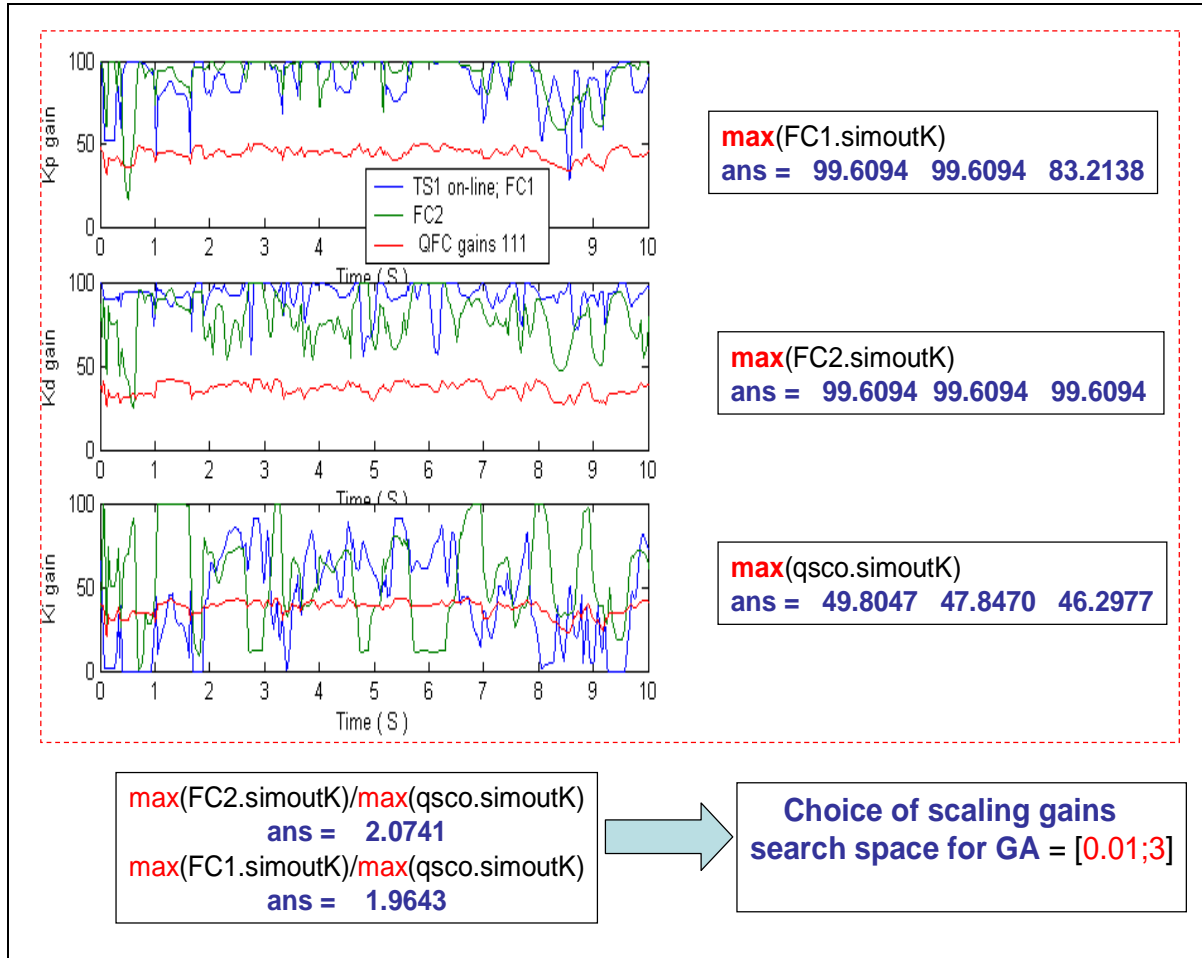 100
50
0
Kp gain
TS1 on-line; FC1
FC2
QFC gains 111
0 1 2 3 4 9 10
Time ( S )
100
50
0
Kd gain
0 1 2 3 4 5 6 7 8 9 10
Time ( S )
100
50
0
Ki gain
0 1 2 3 4 5 6 7 8 9 10
Time ( S )
max(FC1.simoutK)
ans = 99.6094 99.6094 83.2138
max(FC2.simoutK)
ans = 99.6094 99.6094 99.6094
max(qsco.simoutK)
ans = 49.8047 47.8470 46.2977
max(FC2.simoutK)/max(qsco.simoutK)
ans = 2.0741
max(FC1.simoutK)/max(qsco.simoutK)
ans = 1.9643
Choice of scaling gains
search space for GA = [0.01;3]